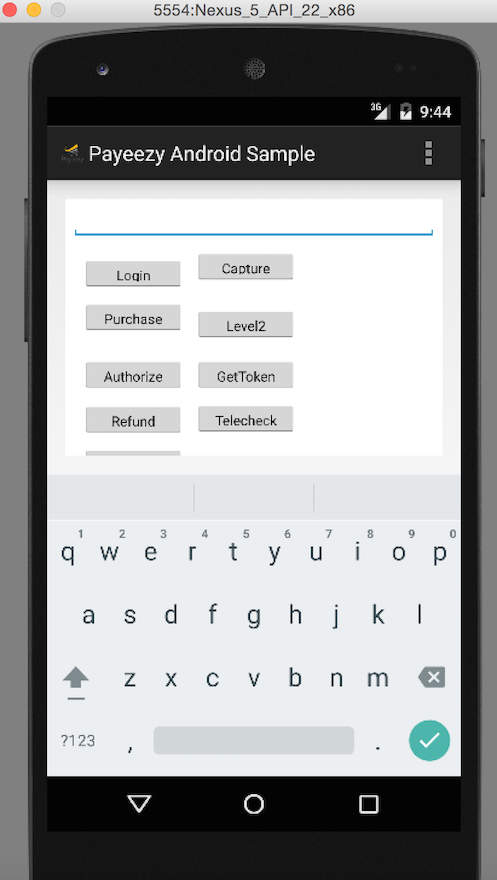 5554:Nexus_5_API_22_x86
3G 9:44
Payeezy Android Sample
Login Capture
Purchase Level2
Authorize GetToken
Refund Telecheck
1 2 3 4 5 6 7 8 9 0
q w e r t y u i o p
a s d f g h j k l
z x c v b n m
?123 , .